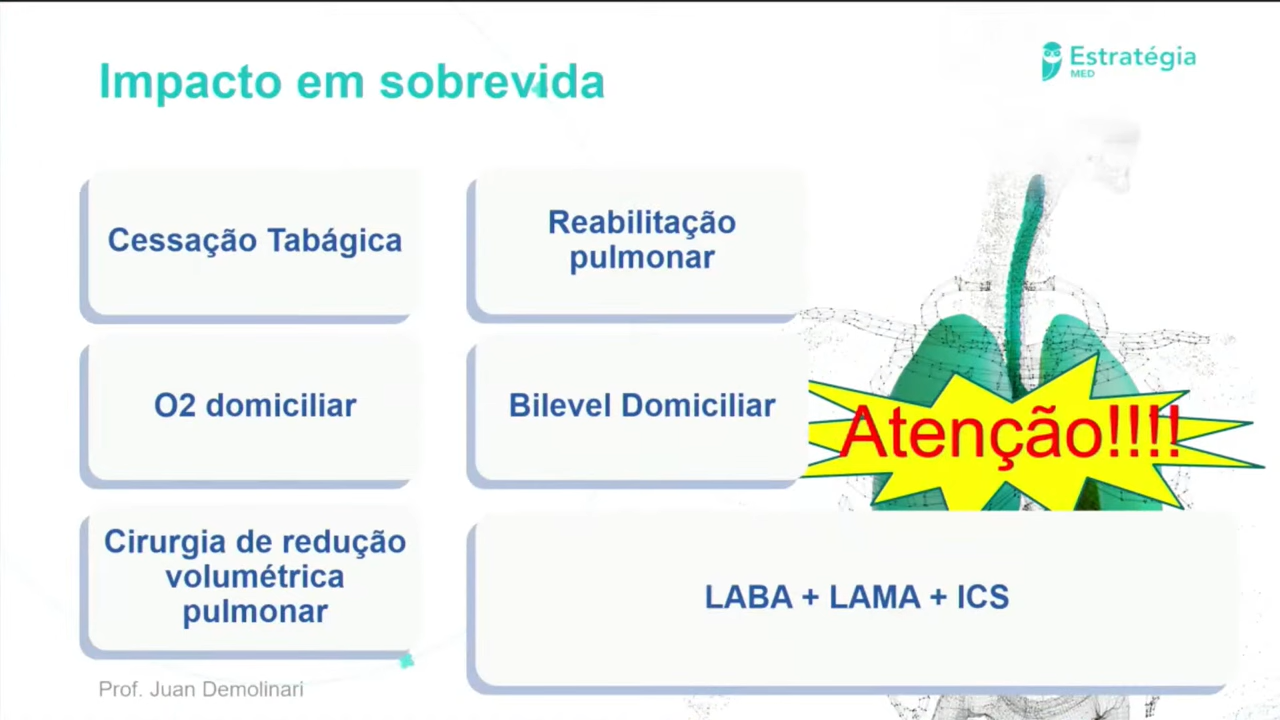 Impacto em sobrevida
Estratégia
MED
Cessação Tabágica
Reabilitação
pulmonar
O2 domiciliar
Bilevel Domiciliar
Atenção!!!!
Cirurgia de redução
volumétrica
pulmonar
LABA + LAMA + ICS
Prof. Juan Demolinari